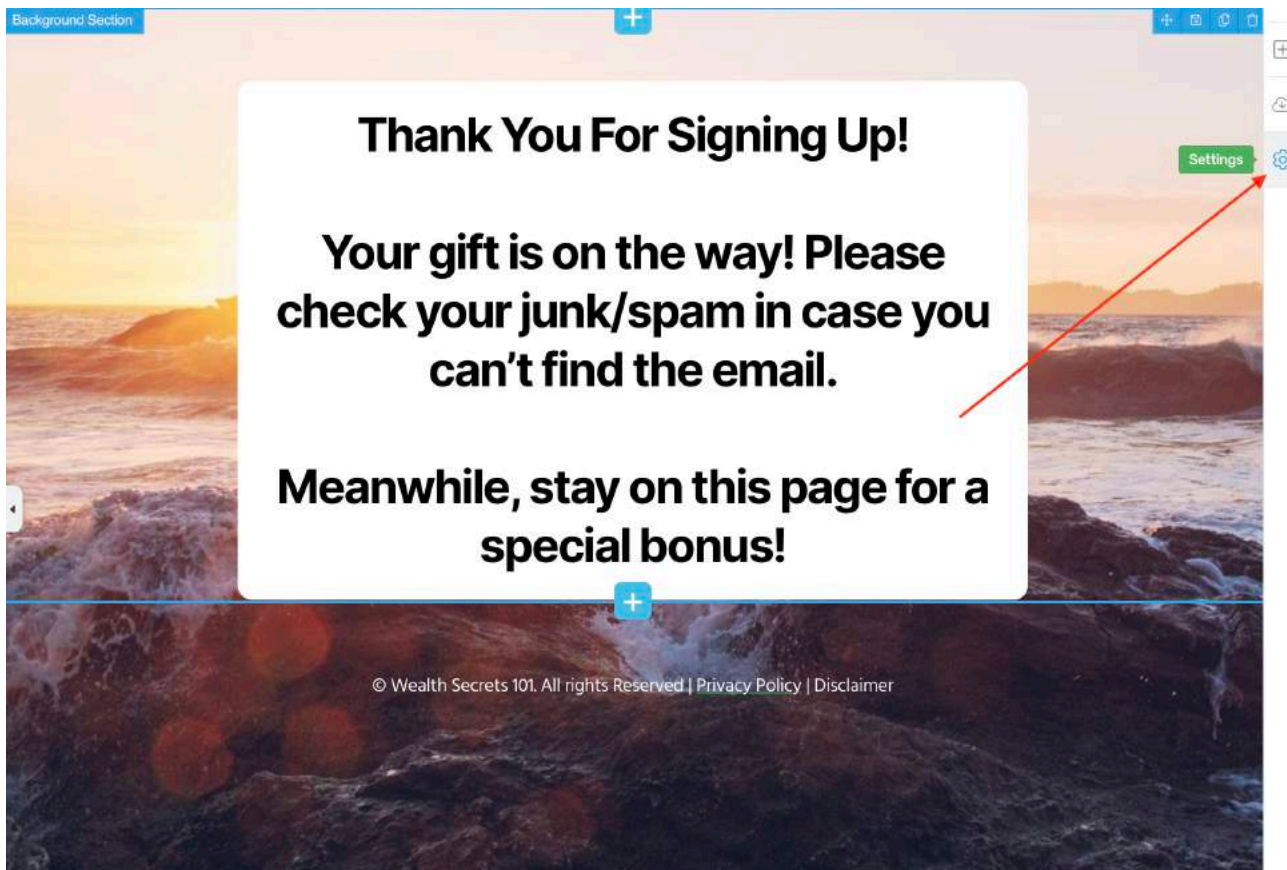 Background Section
Thank You For Signing Up!
Settings
Your gift is on the way! Please
check your junk/spam in case you
can’t find the email.
Meanwhile, stay on this page for a
special bonus!
© Wealth Secrets 101. All rights Reserved | Privacy Policy | Disclaimer